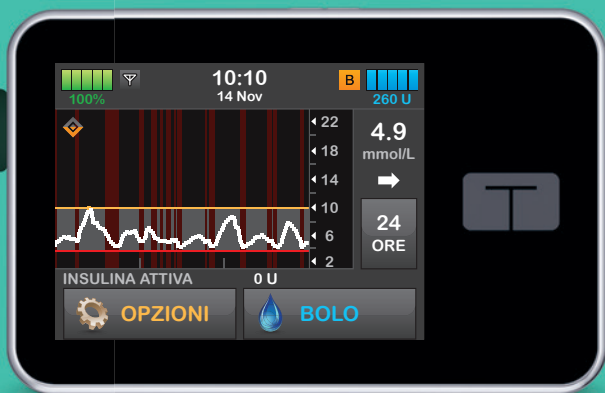 10:10
14 Nov
B
100%
260 U
22
18
14
10
6
2
4.9
mmol/L
24
ORE
INSULINA ATTIVA 0 U
OPZIONI
BOLO